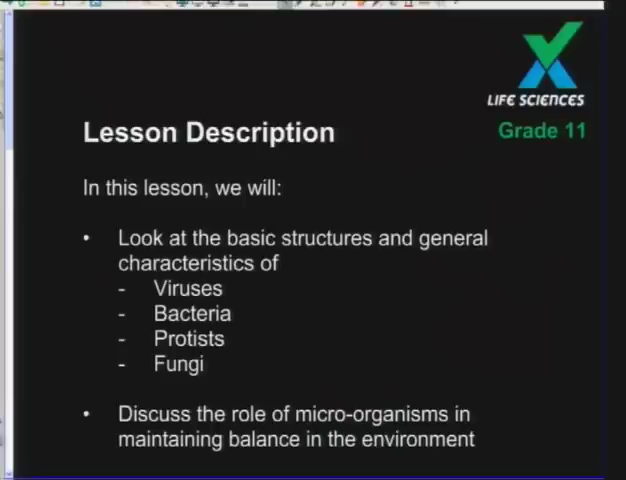 LIFE SCIENCES
Grade 11
Lesson Description
In this lesson, we will:
• Look at the basic structures and general
characteristics of
- Viruses
- Bacteria
- Protists
- Fungi
• Discuss the role of micro-organisms in
maintaining balance in the environment